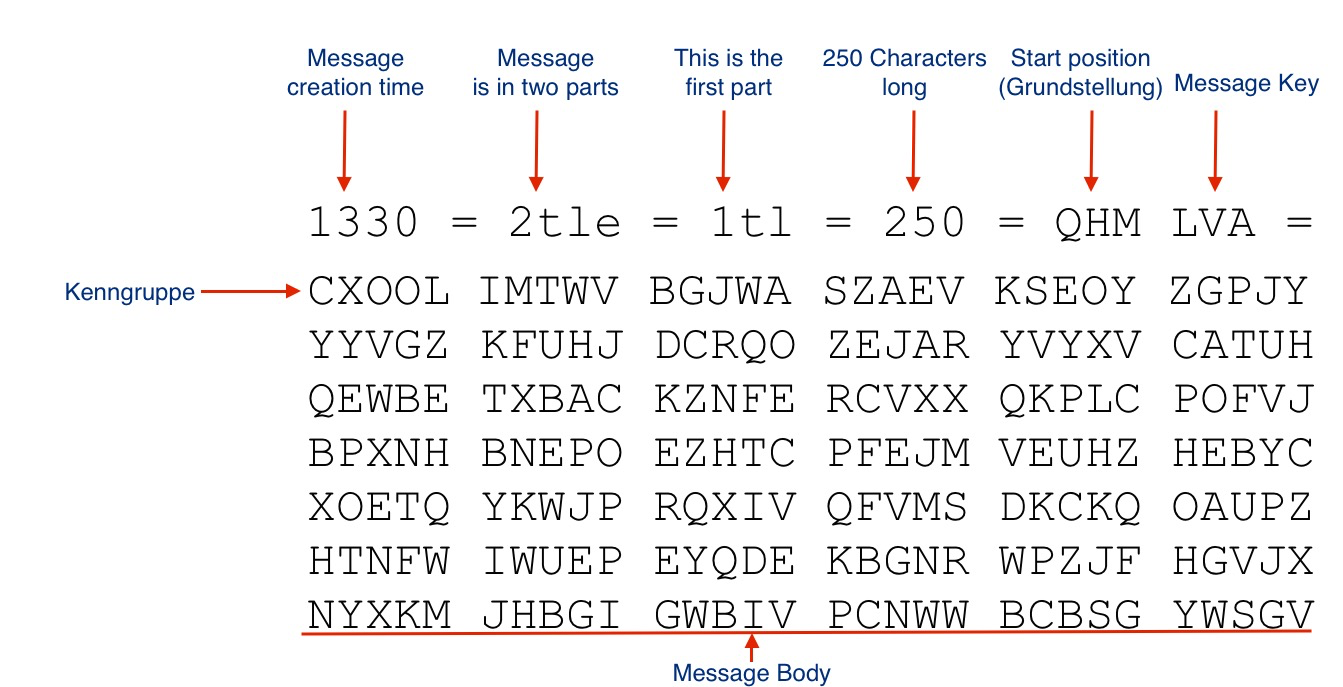 Message creation time
Message is in two parts
This is the first part
250 Characters long
Start position (Grundstellung)
Message Key
1330 = 2tle = 1tl = 250 = QHM LVA =
Kenngruppe
CXOOL IMTWV BGJWA SZAEV KSEOY ZGPJY
YYVGZ KFUHJ DCRQO ZEJAR YVYXV CATUH
QEWBE TXBAC KZNFE RCVXX QKPLC POFVJ
BPXNH BNEPO EZHTC PFEJM VEUHZ HEBYC
XOETQ YKWJP RQXIV QFVMS DKCKQ OAUPZ
HTNFW IWUEP EYQDE KBGNR WPZJF HGVJX
NYXKM JHBGI GWBIV PCNWW BCBSG YWSGV
Message Body